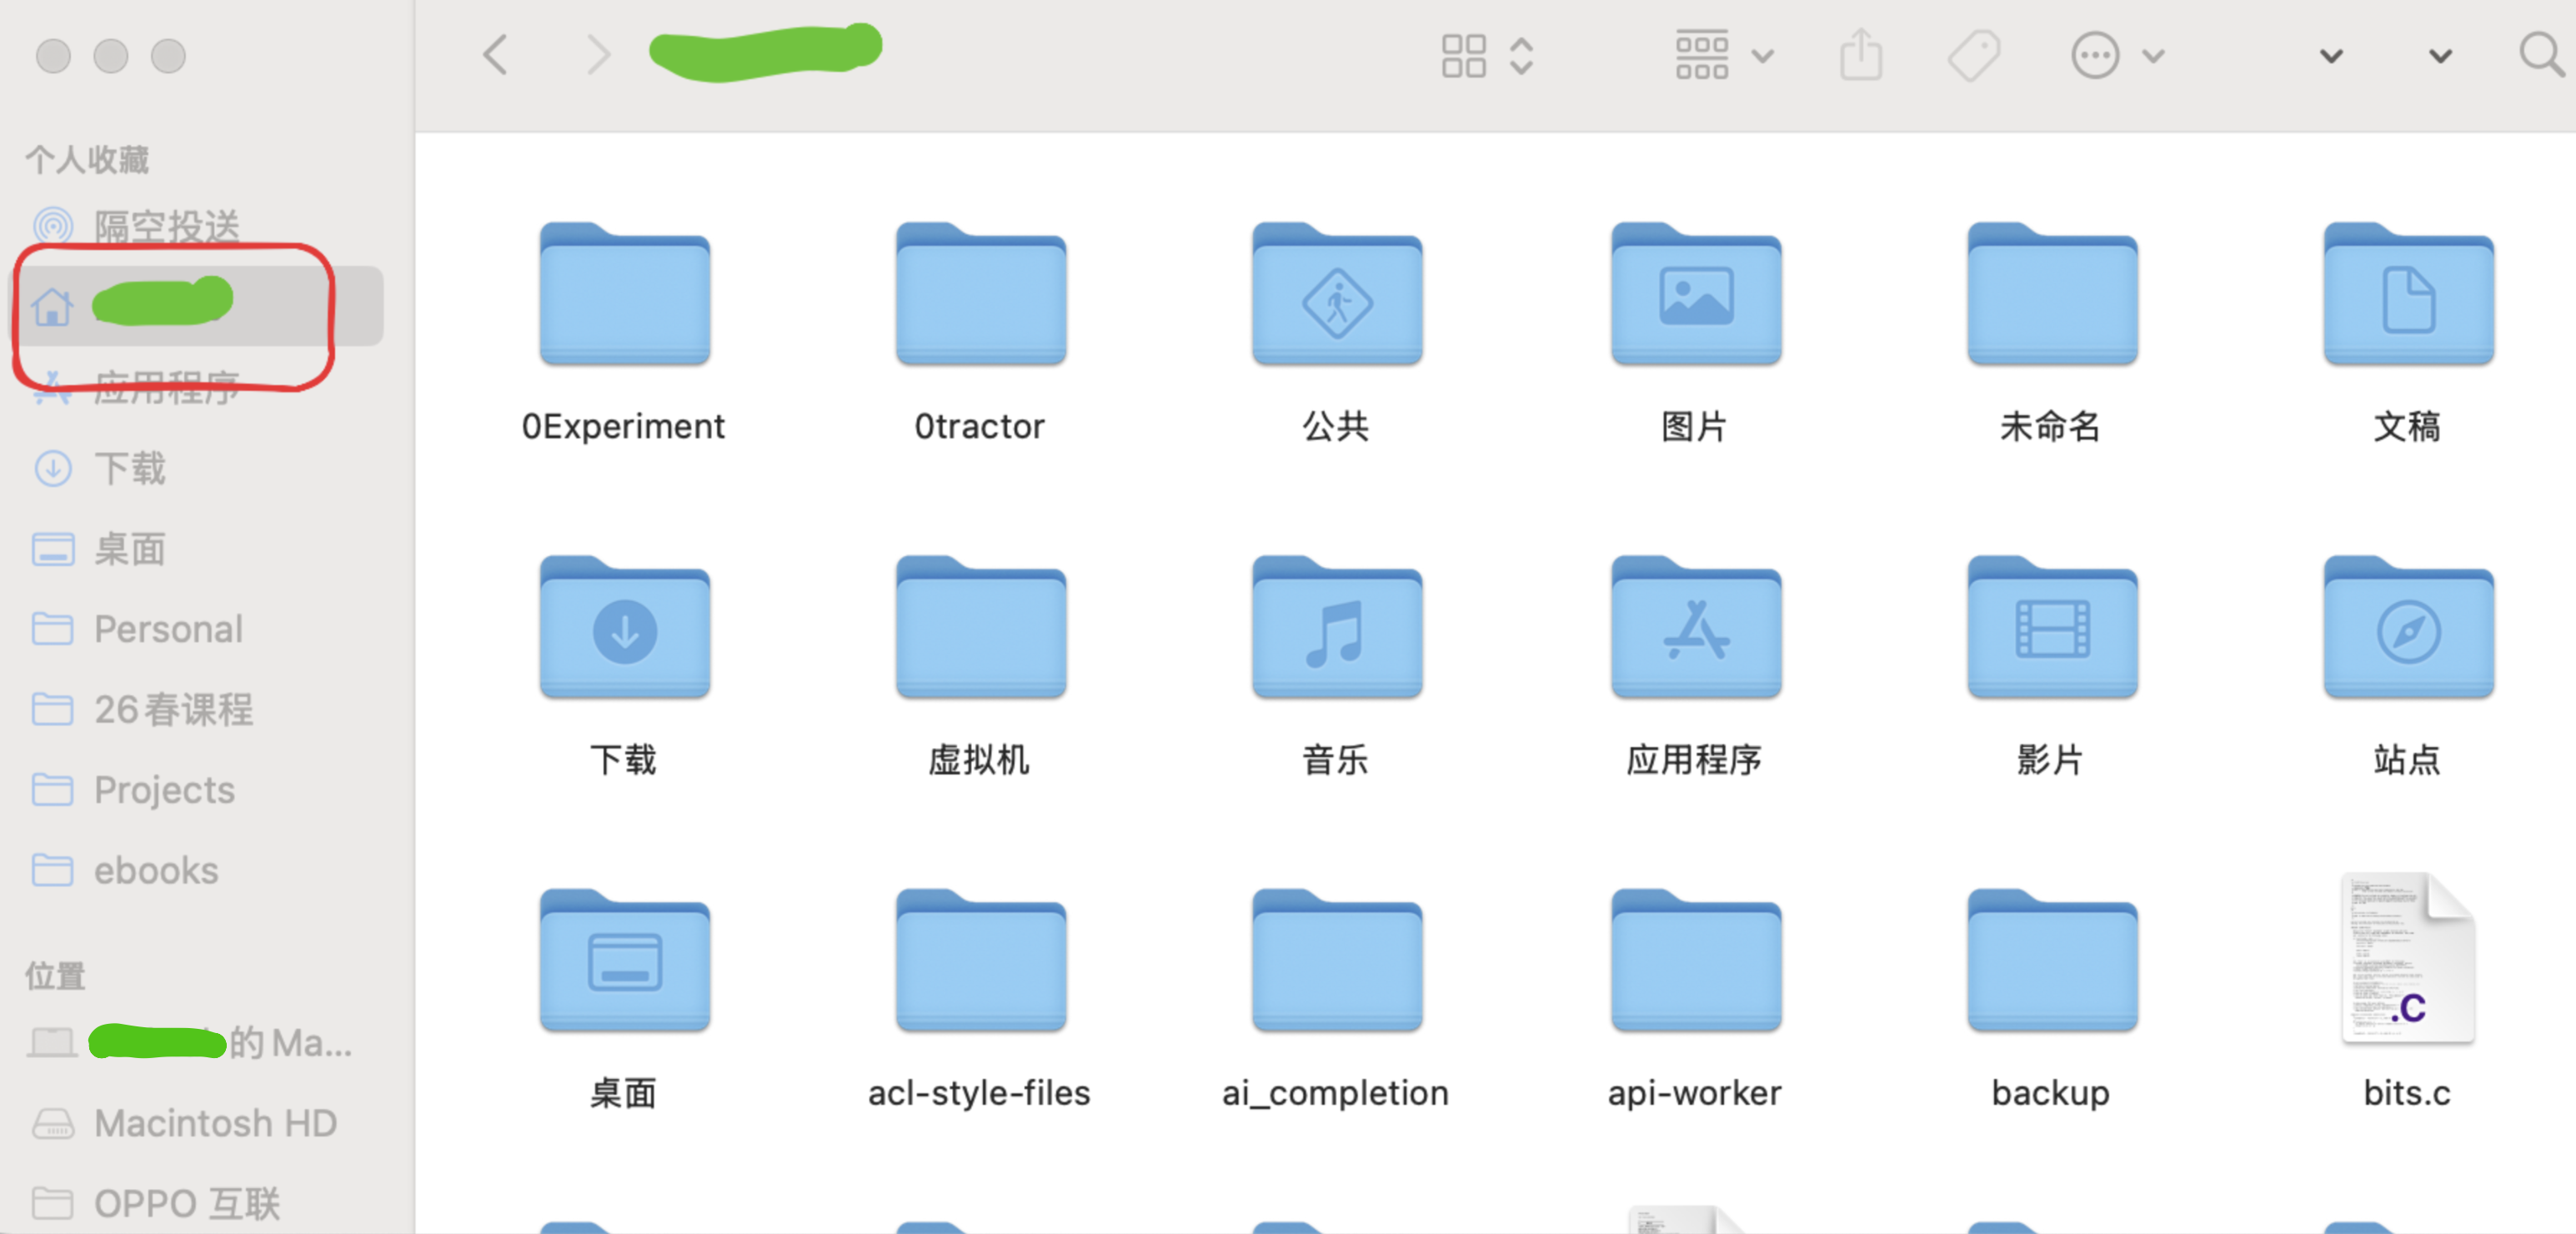 个人收藏
隔空投送
应用程序
下载
桌面
Personal
26春课程
Projects
ebooks
位置
的 Ma...
Macintosh HD
OPPO 互联
0Experiment
0tractor
公共
图片
未命名
文稿
下载
虚拟机
音乐
应用程序
影片
站点
桌面
acl-style-files
ai_completion
api-worker
backup
.C
bits.c